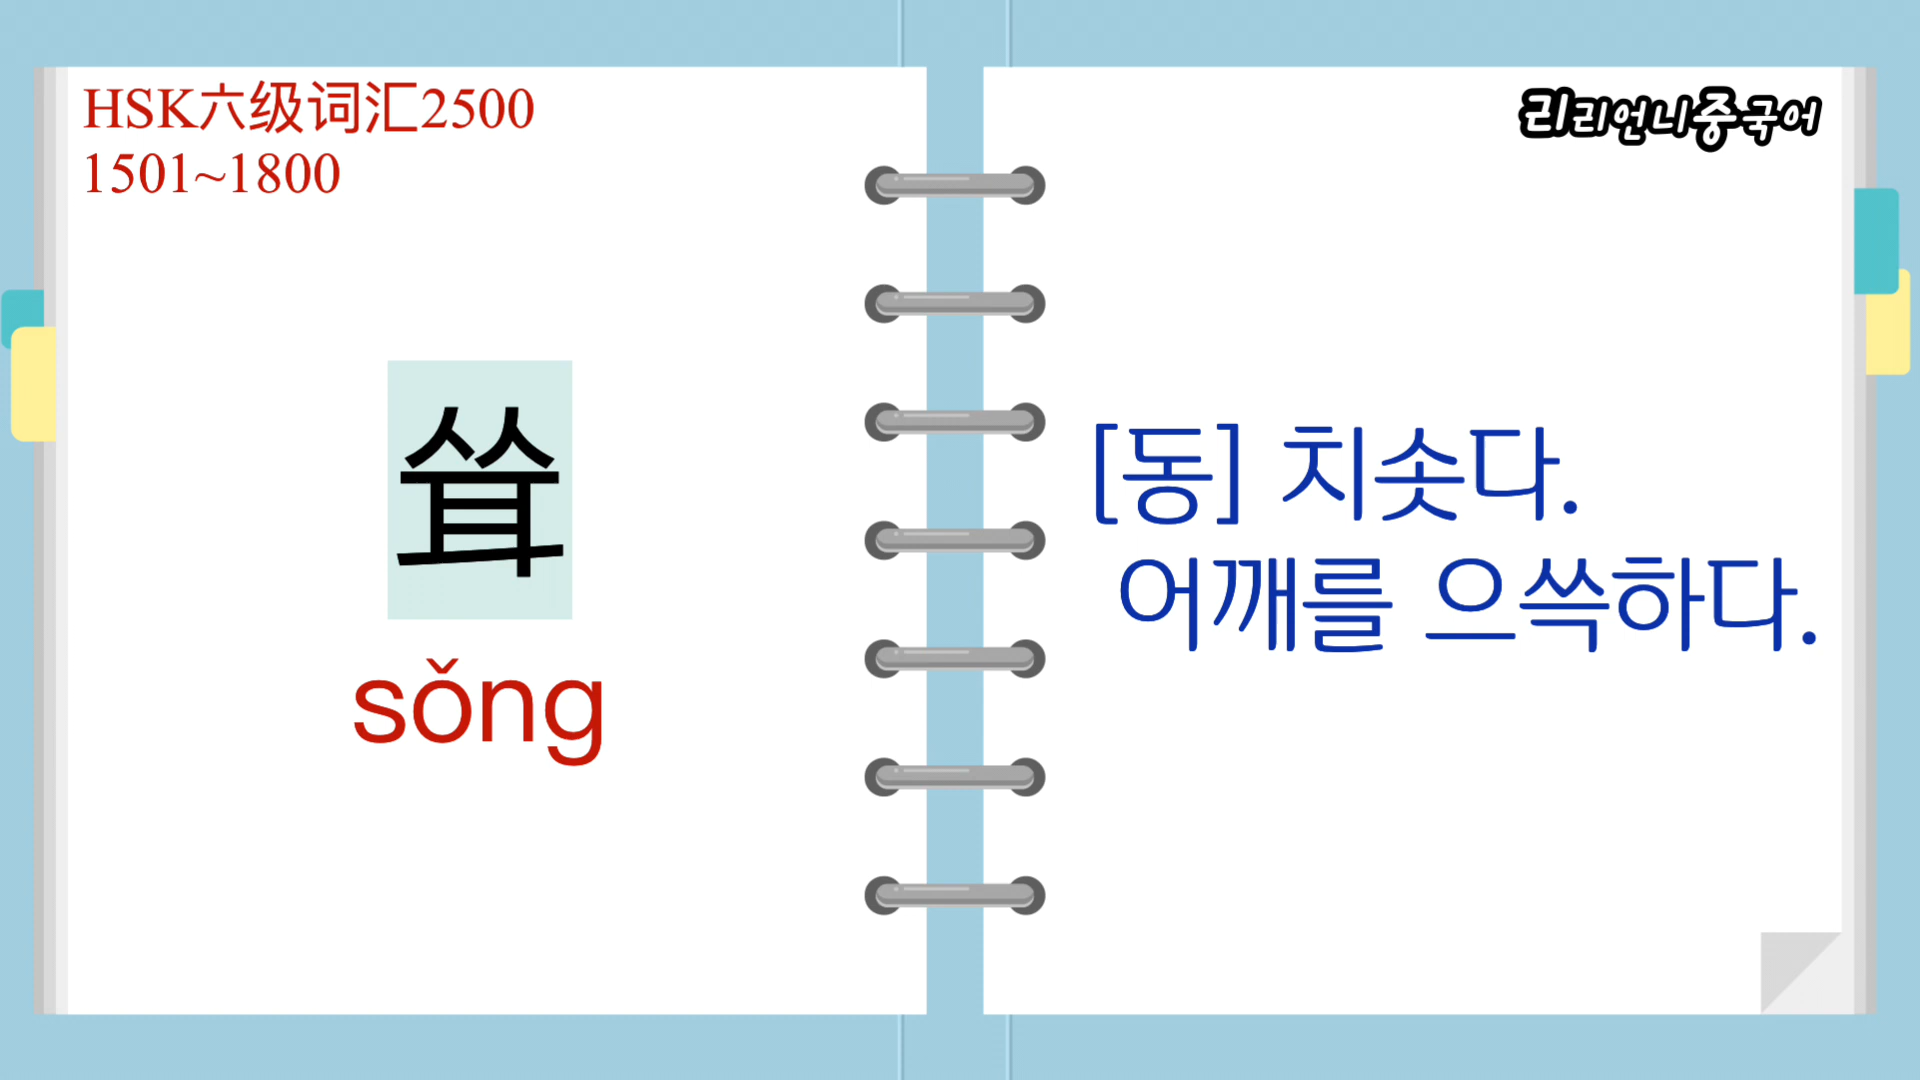 HSK六级词汇2500
1501~1800
耸
sǒng
리리언니중국어
[동] 치솟다.
어깨를 으쓱하다.